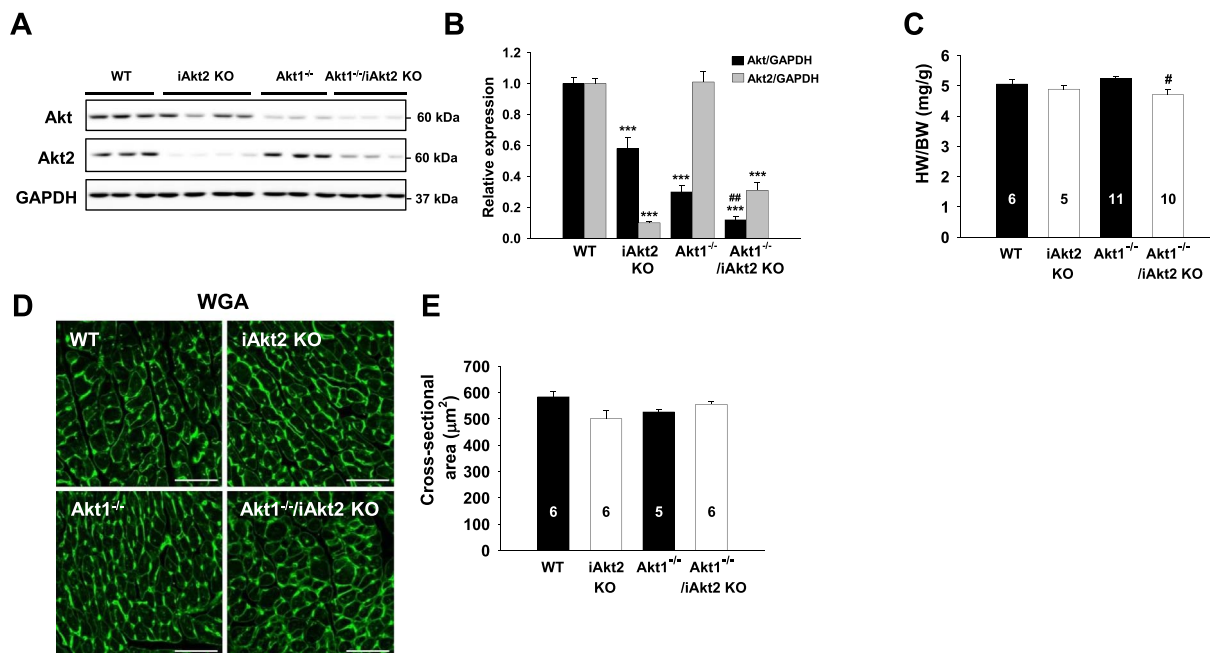 A
WT iAkt2 KO Akt1-/- Akt1-/-/iAkt2 KO
Akt 60 kDa
Akt2 60 kDa
GAPDH 37 kDa
B
Relative expression
1.2
1.0
0.8
0.6
0.4
0.2
0.0
Akt/GAPDH
Akt2/GAPDH
***
***
***
##
***
***
WT iAkt2 KO Akt1-/- Akt1-/-/iAkt2 KO
C
HW/BW (mg/g)
6
5
4
3
2
1
0
#
6 5 11 10
WT iAkt2 Akt1-/- Akt1-/-
KO /iAkt2 KO
D
WGA
WT iAkt2 KO
Akt1-/- Akt1-/-/iAkt2 KO
E
Cross-sectional
area (µm2)
700
600
500
400
300
200
100
0
6 6 5 6
WT iAkt2 Akt1-/- Akt1-/-
KO /iAkt2 KO